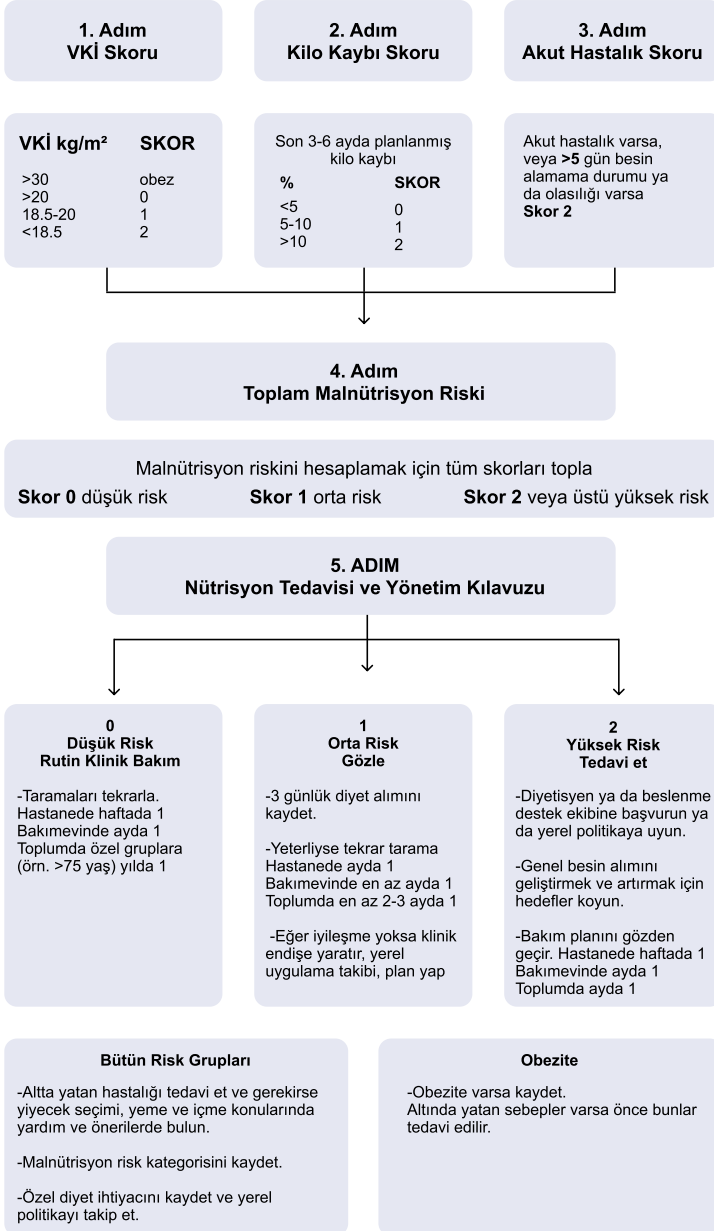 1. Adım
VKİ Skoru
2. Adım
Kilo Kaybı Skoru
3. Adım
Akut Hastalık Skoru
VKİ kg/m² SKOR
>30 obez
>20 0
18.5-20 1
<18.5 2
Son 3-6 ayda planlanmış
kilo kaybı
% SKOR
<5 0
5-10 1
>10 2
Akut hastalık varsa,
veya >5 gün besin
alamama durumu ya
da olasılığı varsa
Skor 2
4. Adım
Toplam Malnütrisyon Riski
Malnütrisyon riskini hesaplamak için tüm skorları topla
Skor 0 düşük risk Skor 1 orta risk Skor 2 veya üstü yüksek risk
5. ADIM
Nütrisyon Tedavisi ve Yönetim Kılavuzu
0
Düşük Risk
Rutin Klinik Bakım
-Taramaları tekrarla.
Hastanede haftada 1
Bakımevinde ayda 1
Toplumda özel gruplara
(örn. >75 yaş) yılda 1
1
Orta Risk
Gözle
-3 günlük diyet alımını
kaydet.
-Yeterliyse tekrar tarama
Hastanede ayda 1
Bakımevinde en az ayda 1
Toplumda en az 2-3 ayda 1
-Eğer iyileşme yoksa klinik
endişe yaratır, yerel
uygulama takibi, plan yap
2
Yüksek Risk
Tedavi et
-Diyetisyen ya da beslenme
destek ekibine başvurun ya
da yerel politikaya uyun.
-Genel besin alımını
geliştirmek ve artırmak için
hedefler koyun.
-Bakım planını gözden
geçir. Hastanede haftada 1
Bakımevinde ayda 1
Toplumda ayda 1
Bütün Risk Grupları
-Altta yatan hastalığı tedavi et ve gerekirse
yiyecek seçimi, yeme ve içme konularında
yardım ve önerilerde bulun.
-Malnütrisyon risk kategorisini kaydet.
-Özel diyet ihtiyacını kaydet ve yerel
politikayı takip et.
Obezite
-Obezite varsa kaydet.
Altında yatan sebepler varsa önce bunlar
tedavi edilir.